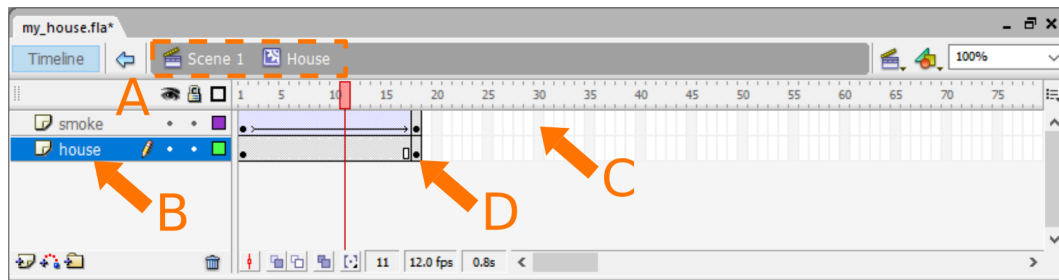 my_house.fla*
Timeline Scene 1 House 100%
A
1 5 10 15 20 25 30 35 40 45 50 55 60 65 70 75
smoke
house
B
C
D
11 12.0 fps 0.8s